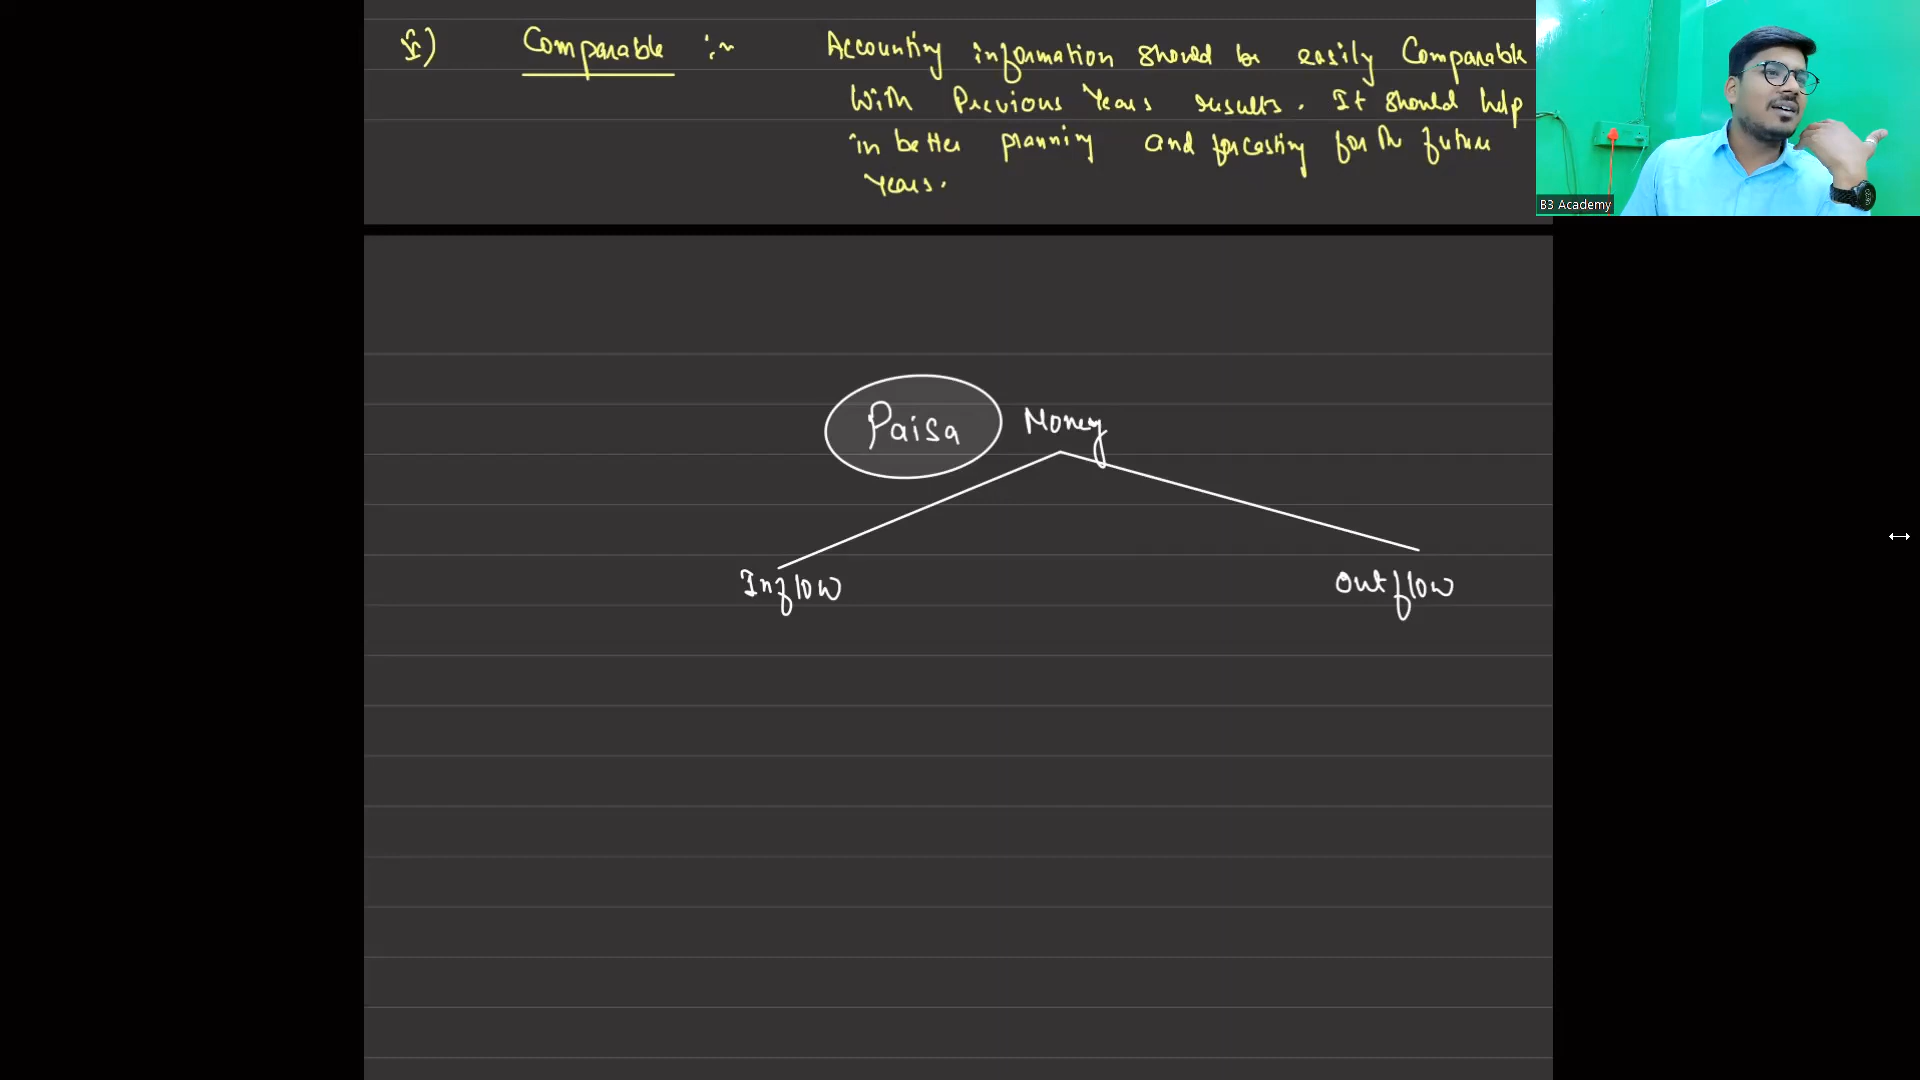 Comparable :~ Accounting information should be easily Comparable
With Previous Years results. It should help
in better planning and forcasting for the future
Years.
B3 Academy
Paisa Money
Inflow Outflow